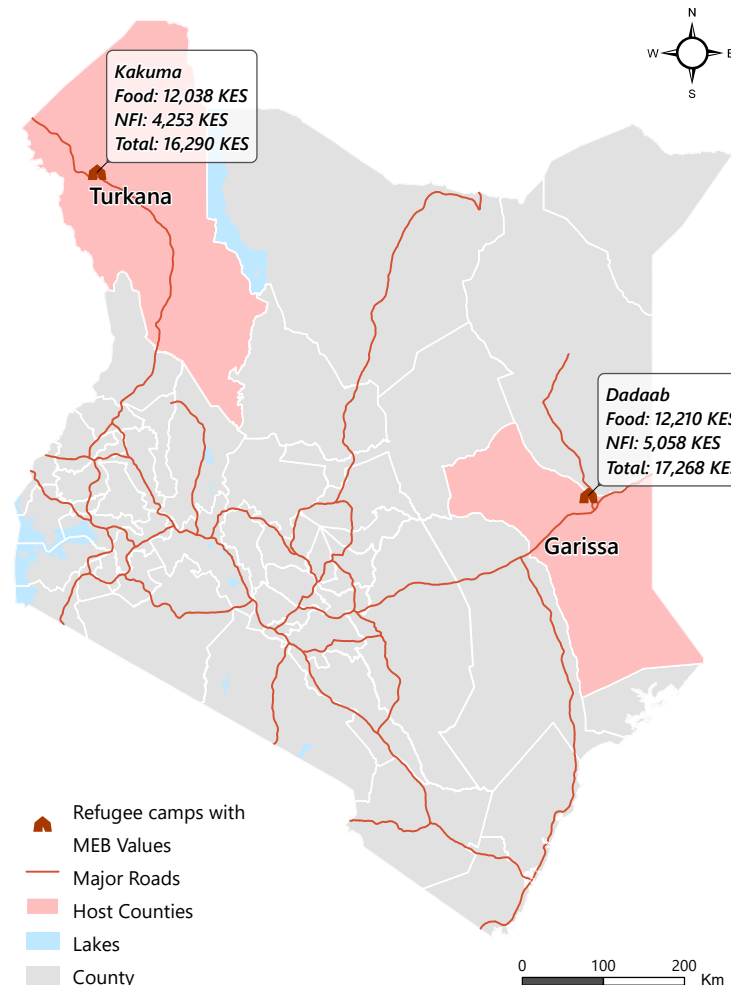 N
W E
S
Kakuma
Food: 12,038 KES
NFI: 4,253 KES
Total: 16,290 KES
Turkana
Dadaab
Food: 12,210 KES
NFI: 5,058 KES
Total: 17,268 KES
Garissa
Refugee camps with
MEB Values
Major Roads
Host Counties
Lakes
County
0 100 200
Km